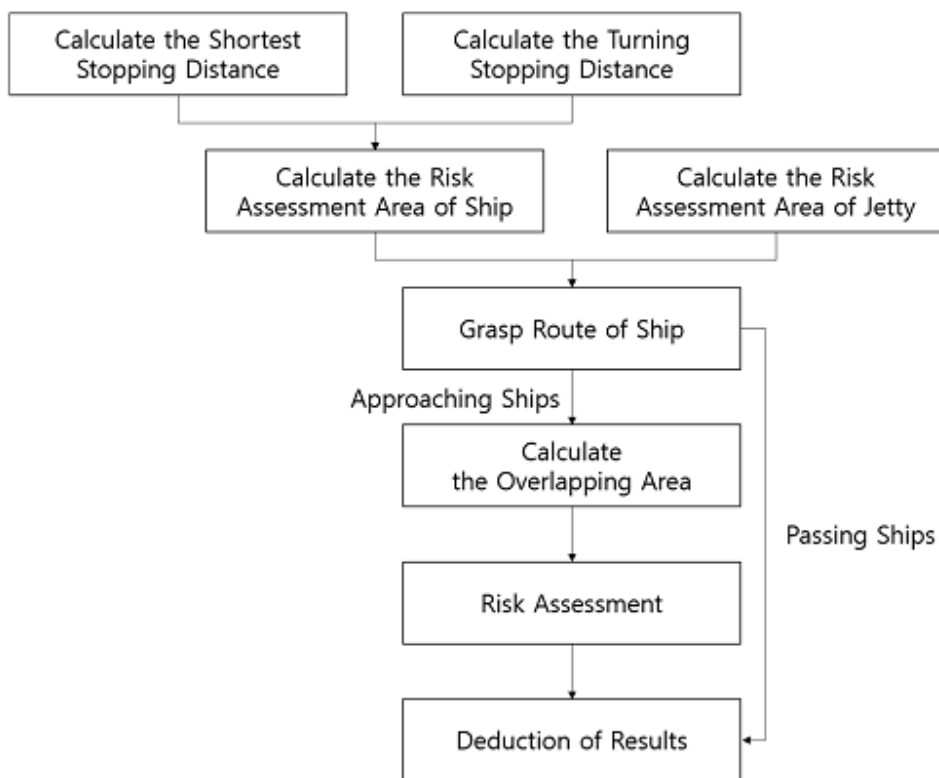 Calculate the Shortest
Stopping Distance
Calculate the Turning
Stopping Distance
Calculate the Risk
Assessment Area of Ship
Calculate the Risk
Assessment Area of Jetty
Grasp Route of Ship
Approaching Ships
Calculate
the Overlapping Area
Passing Ships
Risk Assessment
Deduction of Results